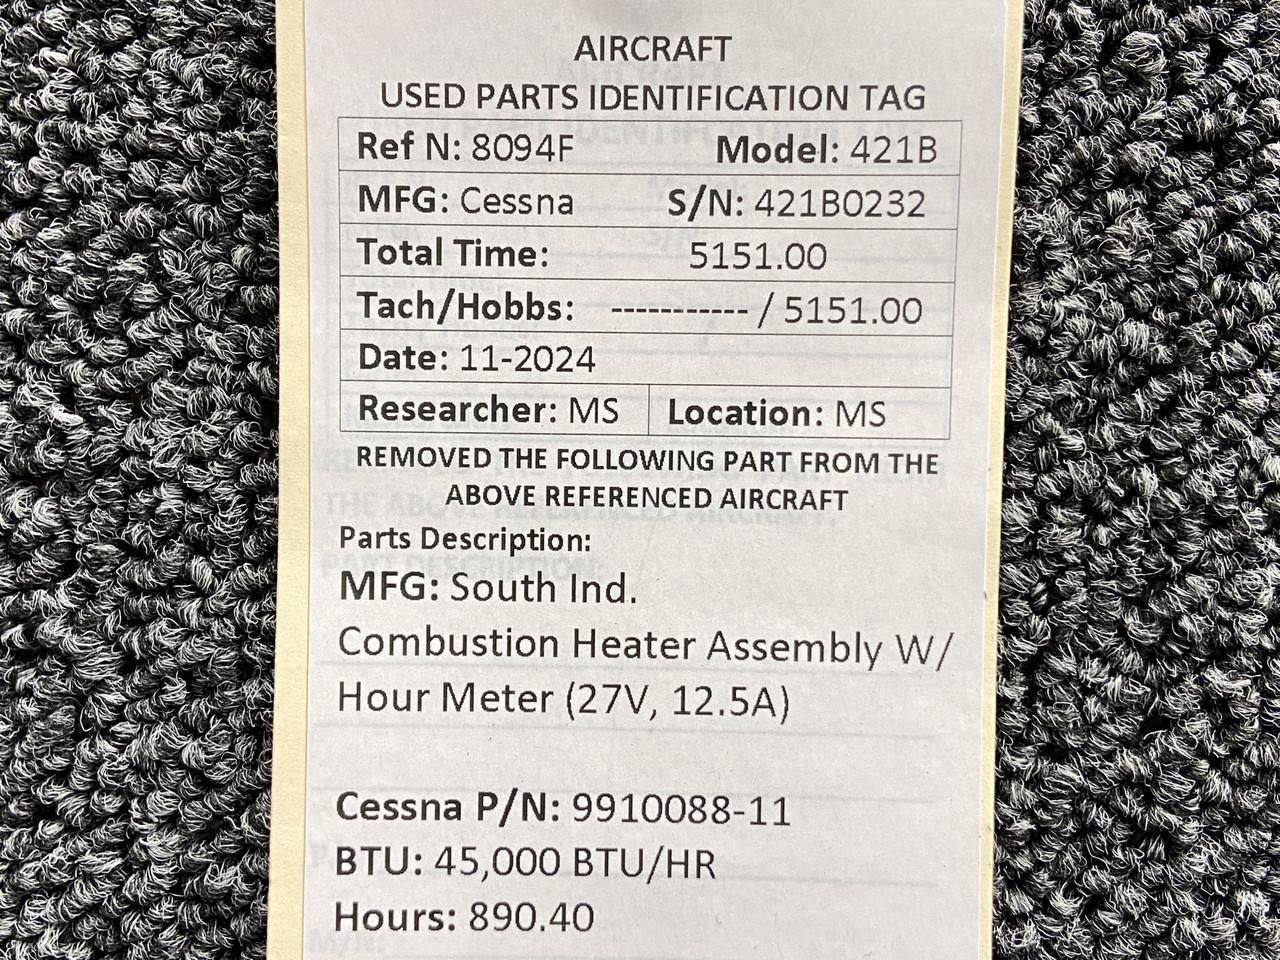 AIRCRAFT
USED PARTS IDENTIFICATION TAG
Ref N: 8094F Model: 421B
MFG: Cessna S/N: 421B0232
Total Time: 5151.00
Tach/Hobbs: ----------- / 5151.00
Date: 11-2024
Researcher: MS Location: MS
REMOVED THE FOLLOWING PART FROM THE
ABOVE REFERENCED AIRCRAFT
Parts Description:
MFG: South Ind.
Combustion Heater Assembly W/
Hour Meter (27V, 12.5A)
Cessna P/N: 9910088-11
BTU: 45,000 BTU/HR
Hours: 890.40